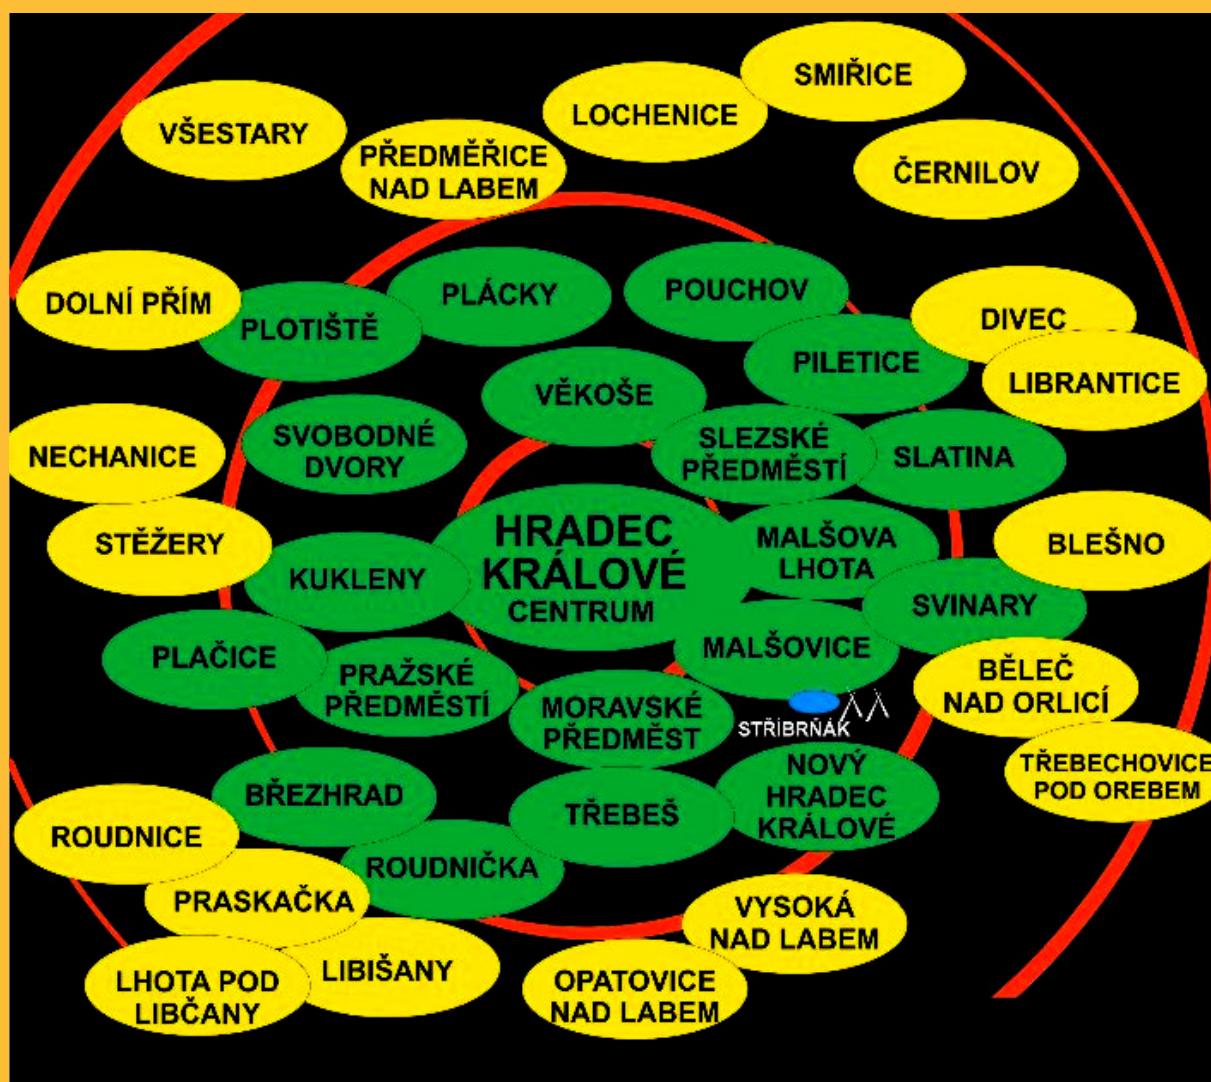 SMIŘICE
LOCHENICE
VŠESTARY
PŘEDMĚŘICE
NAD LABEM
ČERNILOV
DOLNÍ PŘÍM
PLOTIŠTĚ
PLÁCKY
POUCHOV
DIVEC
PILETICE
LIBRANTICE
VĚKOŠE
NECHANICE
SVOBODNÉ
DVORY
SLEZSKÉ
PŘEDMĚSTÍ
SLATINA
STĚŽERY
HRADEC
KRÁLOVÉ
CENTRUM
MALŠOVA
LHOTA
BLEŠNO
KUKLENY
SVINARY
PLAČICE
PRAŽSKÉ
PŘEDMĚSTÍ
MALŠOVICE
BĚLEČ
NAD ORLICÍ
MORAVSKÉ
PŘEDMĚST
STŘÍBRŇÁK
TŘEBECHOVICE
POD OREBEM
BŘEZHRAD
TŘEBEŠ
NOVÝ
HRADEC
KRÁLOVÉ
ROUDNICE
ROUDNIČKA
PRASKAČKA
VYSOKÁ
NAD LABEM
LHOTA POD
LIBČANY
LIBIŠANY
OPATOVICE
NAD LABEM